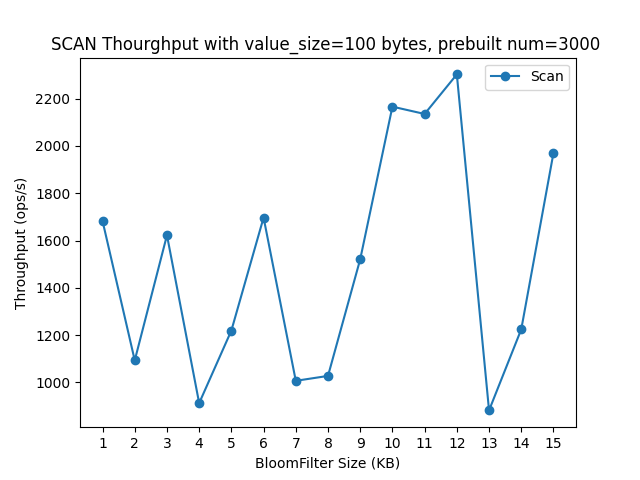 SCAN Thourghput with value_size=100 bytes, prebuilt num=3000
Scan
Throughput (ops/s)
2200
2000
1800
1600
1400
1200
1000
1 2 3 4 5 6 7 8 9 10 11 12 13 14 15
BloomFilter Size (KB)